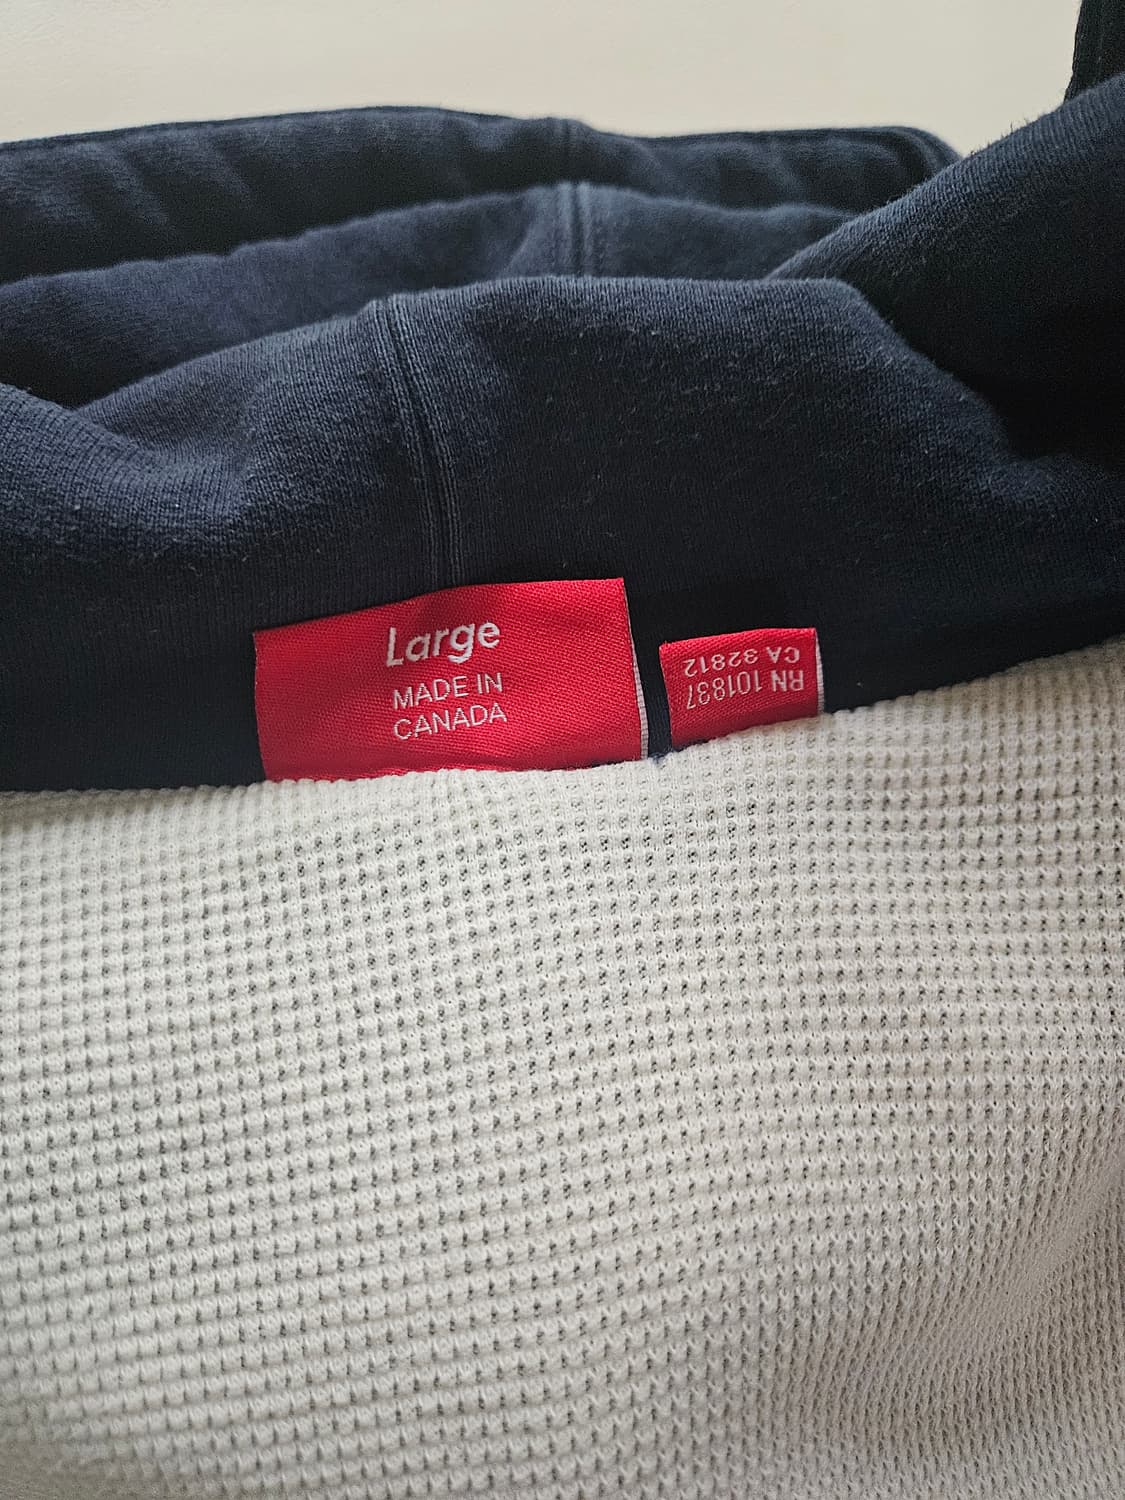 Large
MADE IN
CANADA
RN 101837
CA 32812